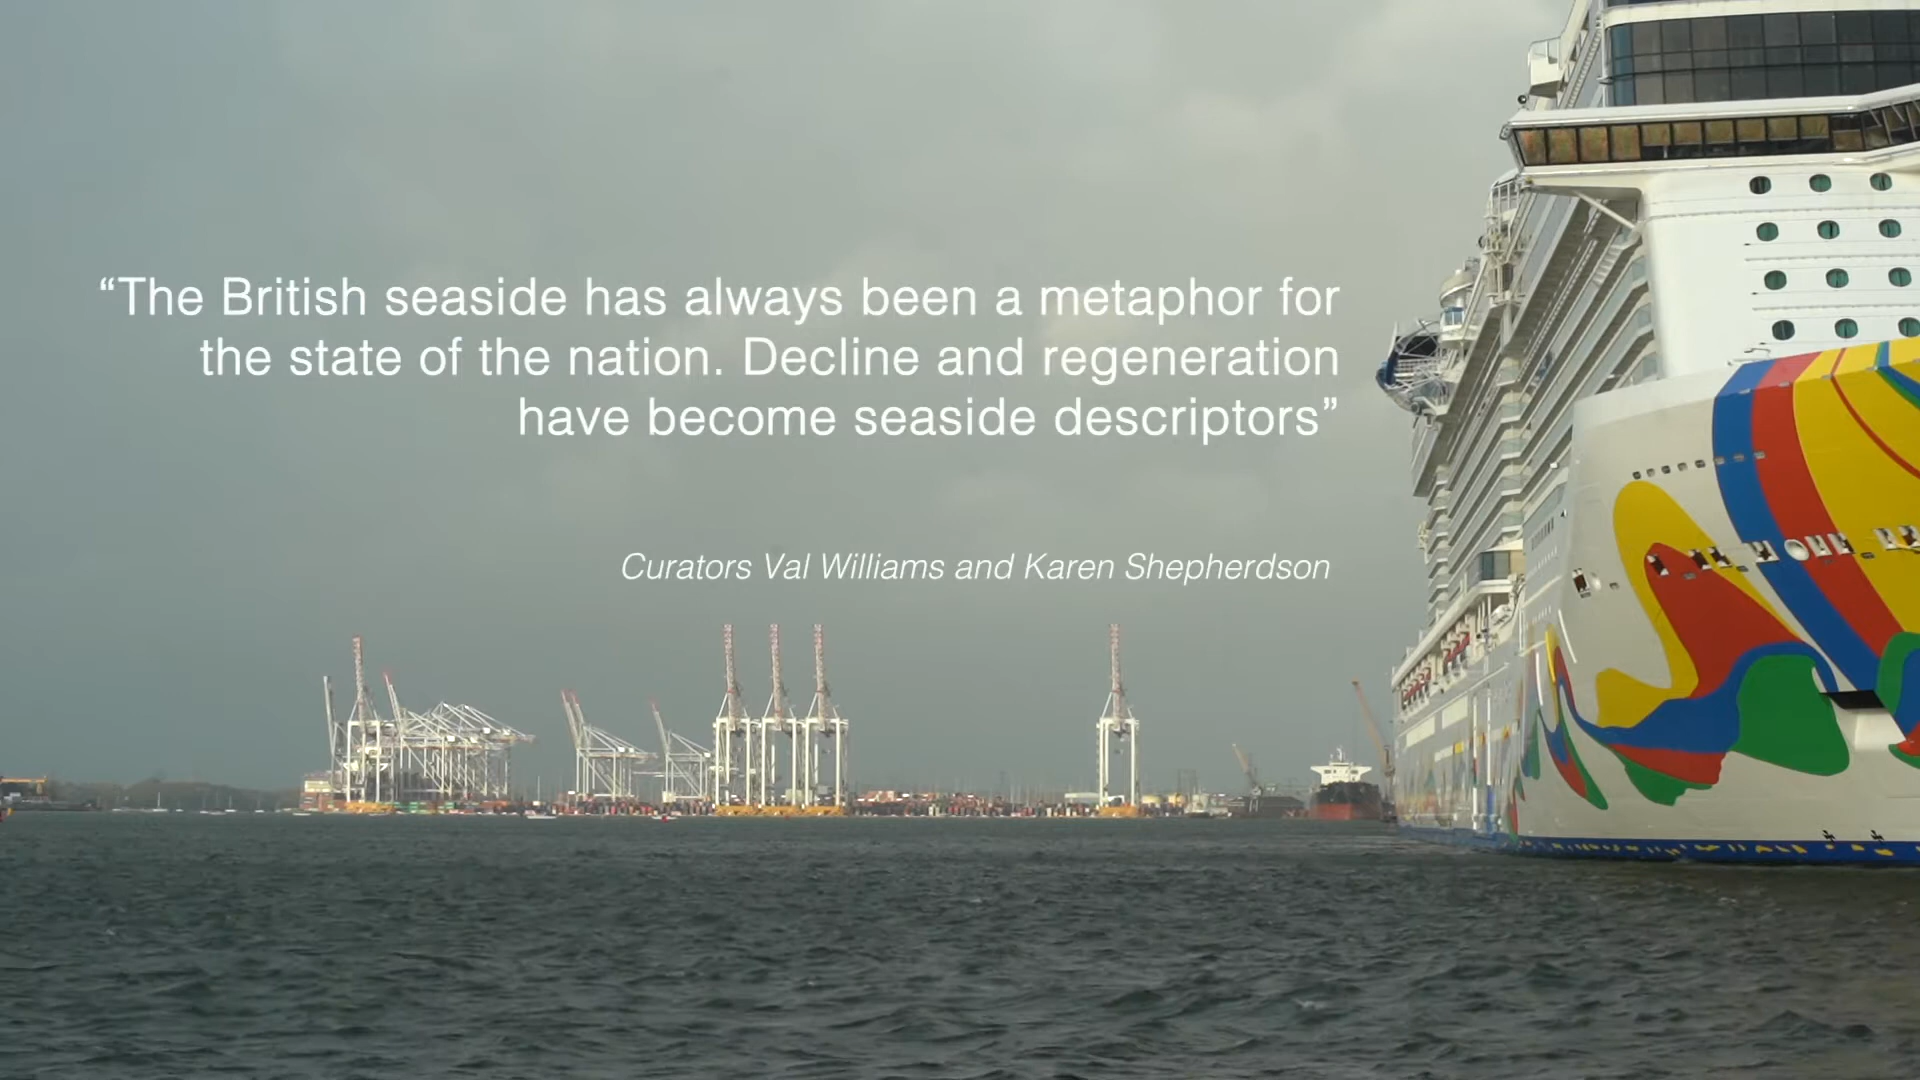 “The British seaside has always been a metaphor for
the state of the nation. Decline and regeneration
have become seaside descriptors”
Curators Val Williams and Karen Shepherdson